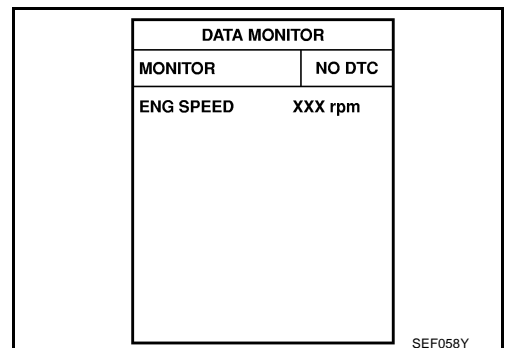 DATA MONITOR
MONITOR NO DTC
ENG SPEED XXX rpm
SEF058Y